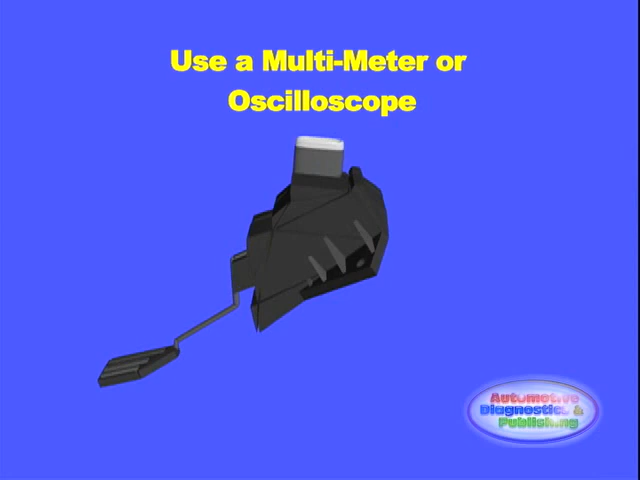 Use a Multi-Meter or
Oscilloscope
Automotive
Diagnostics &
Publishing